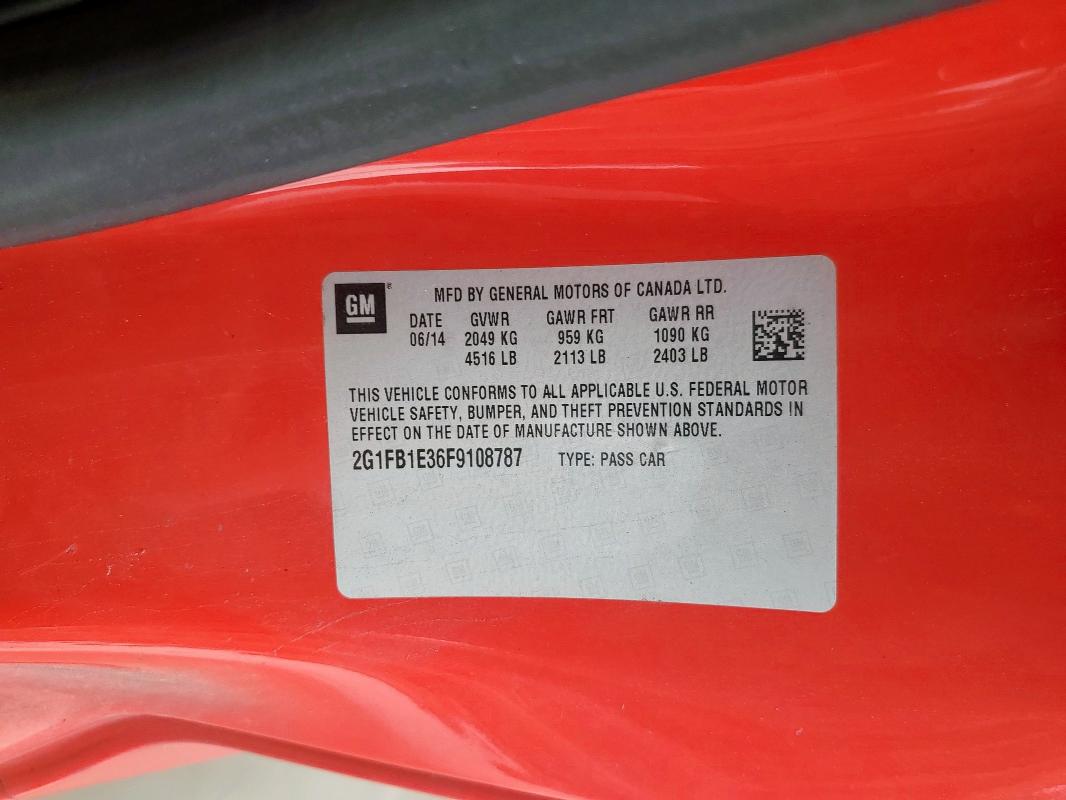 GM ®
MFD BY GENERAL MOTORS OF CANADA LTD.
DATE GVWR GAWR FRT GAWR RR
06/14 2049 KG 959 KG 1090 KG
4516 LB 2113 LB 2403 LB
THIS VEHICLE CONFORMS TO ALL APPLICABLE U.S. FEDERAL MOTOR
VEHICLE SAFETY, BUMPER, AND THEFT PREVENTION STANDARDS IN
EFFECT ON THE DATE OF MANUFACTURE SHOWN ABOVE.
2G1FB1E36F9108787 TYPE: PASS CAR